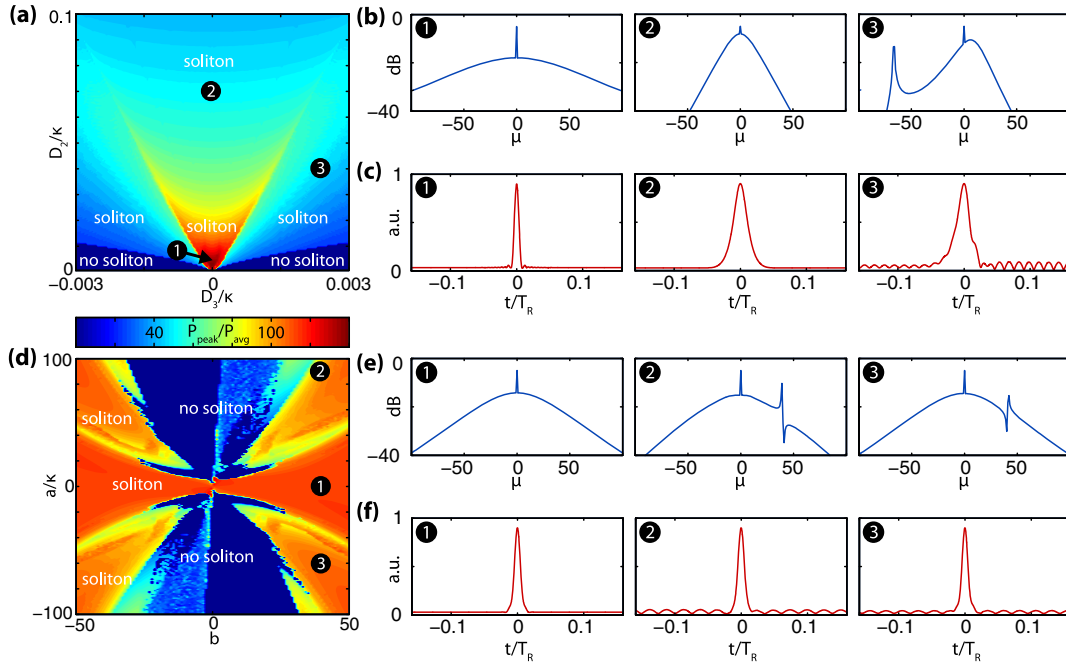 (a)
0.1
soliton
2
D2/κ
3
soliton
soliton
soliton
1
no soliton
no soliton
0
−0.003
D3/κ
0.003
40
Ppeak/Pavg
100
(b)
0
dB
−40
1
2
3
−50
0
50
−50
0
50
−50
0
50
μ
μ
μ
(c)
1
a.u.
0
1
2
3
−0.1
0
0.1
−0.1
0
0.1
−0.1
0
0.1
t/TR
t/TR
t/TR
(d)
100
2
no soliton
soliton
a/κ
0
soliton
1
no soliton
3
soliton
−100
−50
0
b
50
(e)
0
dB
−40
1
2
3
−50
0
50
−50
0
50
−50
0
50
μ
μ
μ
(f)
1
a.u.
0
1
2
3
−0.1
0
0.1
−0.1
0
0.1
−0.1
0
0.1
t/TR
t/TR
t/TR